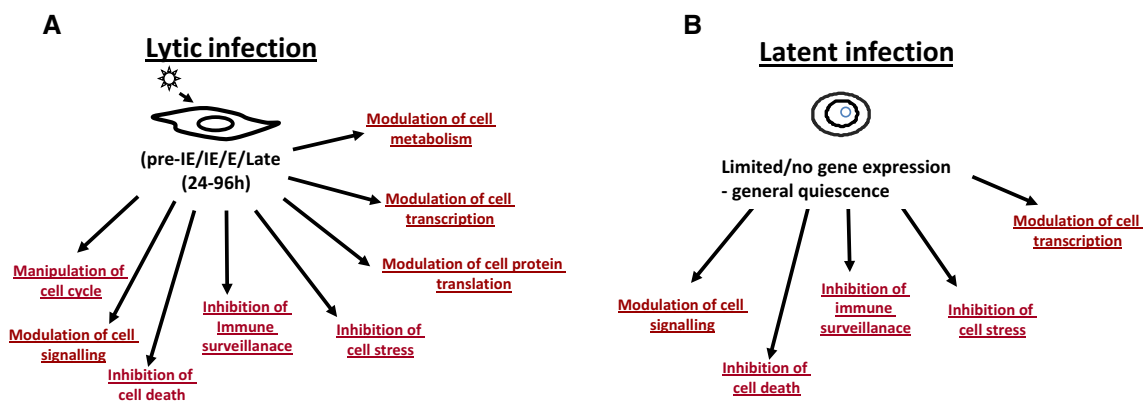 A
Lytic infection
(pre-IE/IE/E/Late
(24-96h)
Modulation of cell
metabolism
Modulation of cell
transcription
Modulation of cell protein
translation
Manipulation of
cell cycle
Modulation of cell
signalling
Inhibition of
cell death
Inhibition of
Immune
surveillanace
Inhibition of
cell stress
B
Latent infection
Limited/no gene expression
- general quiescence
Modulation of cell
transcription
Modulation of cell
signalling
Inhibition of
cell death
Inhibition of
immune
surveillanace
Inhibition of
cell stress